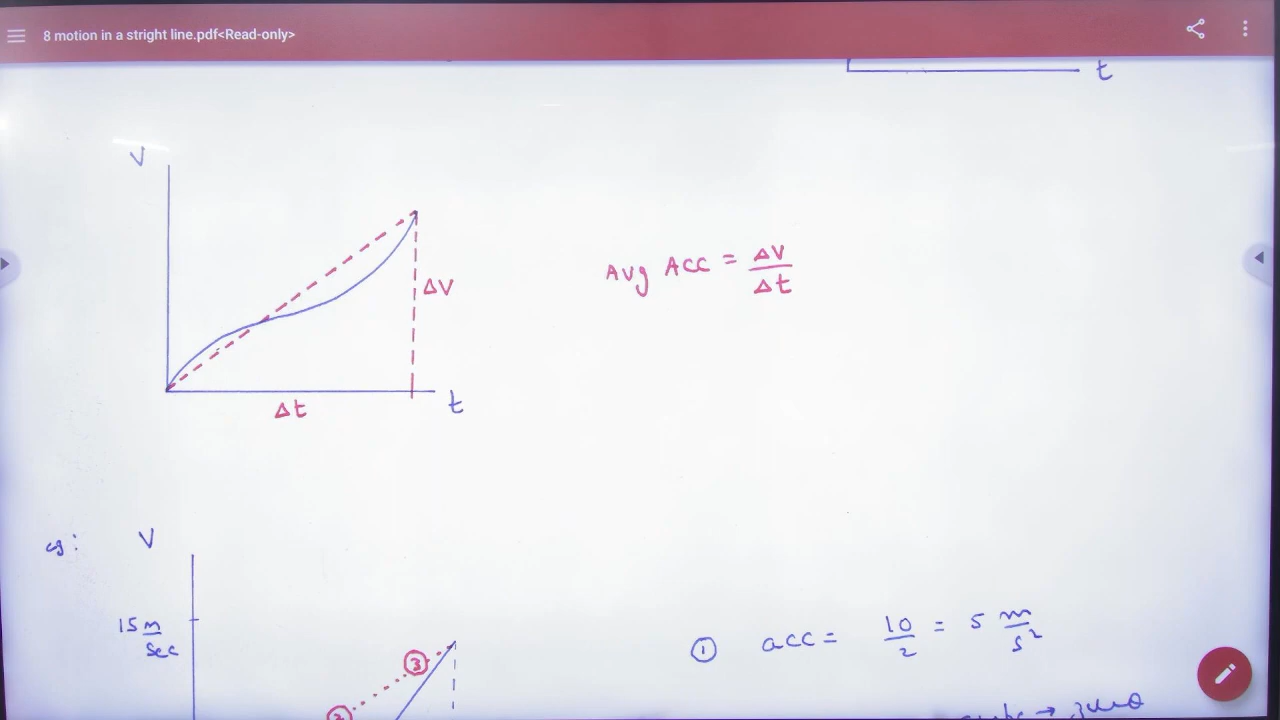 8 motion in a stright line.pdf<Read-only>
t
V
Avg Acc = ΔV/Δt
ΔV
Δt
t
eg:
V
15 m/sec
① acc = 10/2 = 5 m/s²
③
②